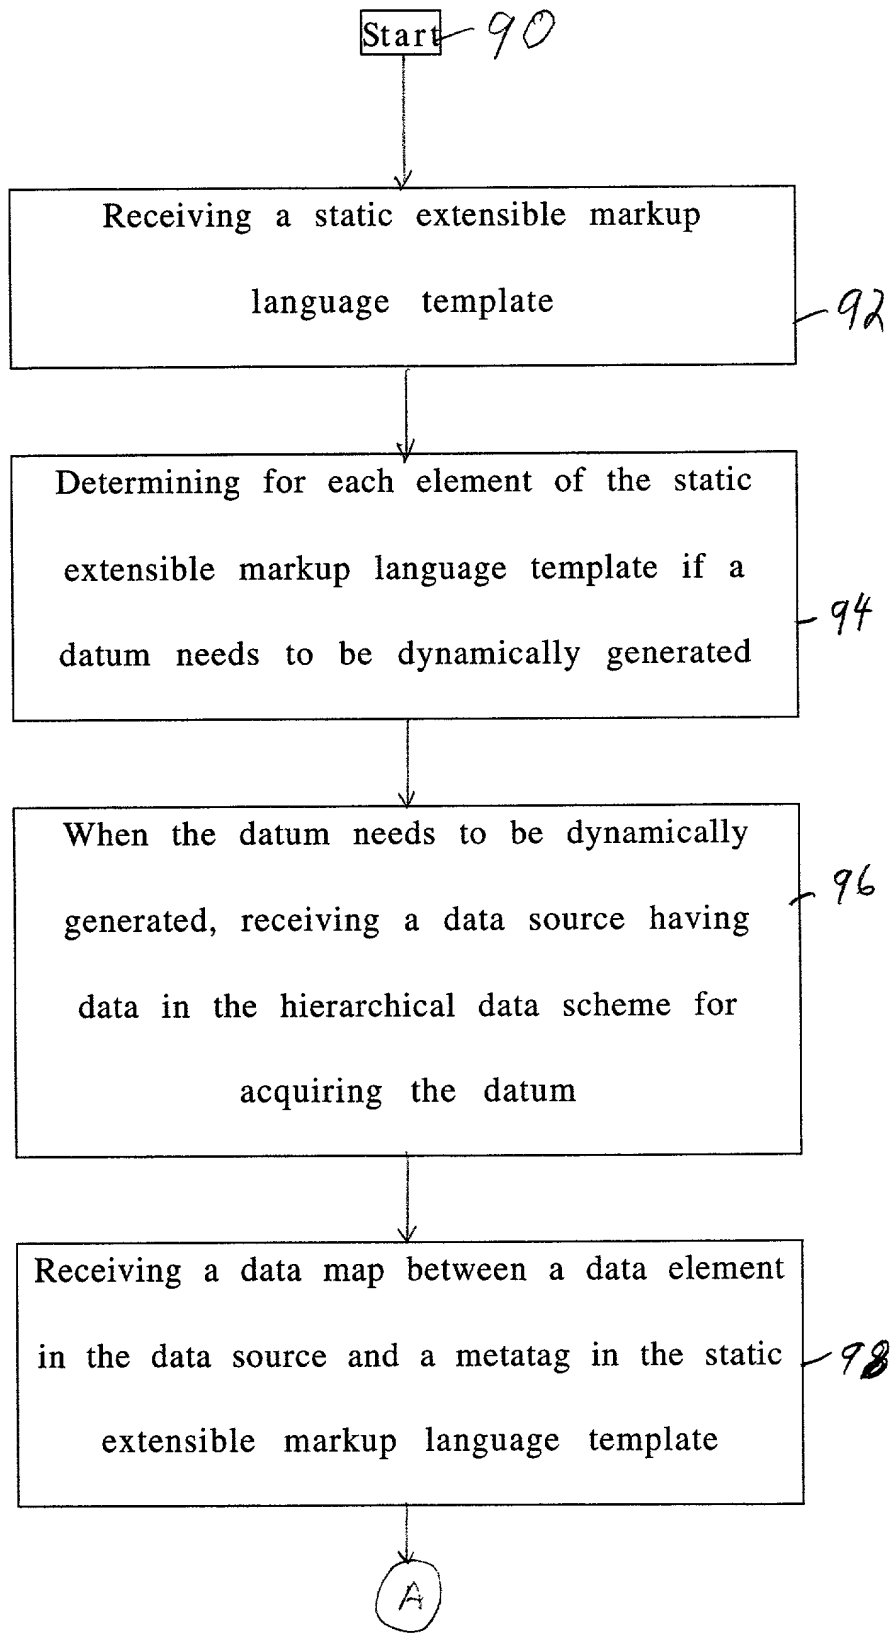 Start 90
Receiving a static extensible markup
language template
92
Determining for each element of the static
extensible markup language template if a
94
datum needs to be dynamically generated
When the datum needs to be dynamically
96
generated, receiving a data source having
data in the hierarchical data scheme for
acquiring the datum
Receiving a data map between a data element
in the data source and a metatag in the static
98
extensible markup language template
A